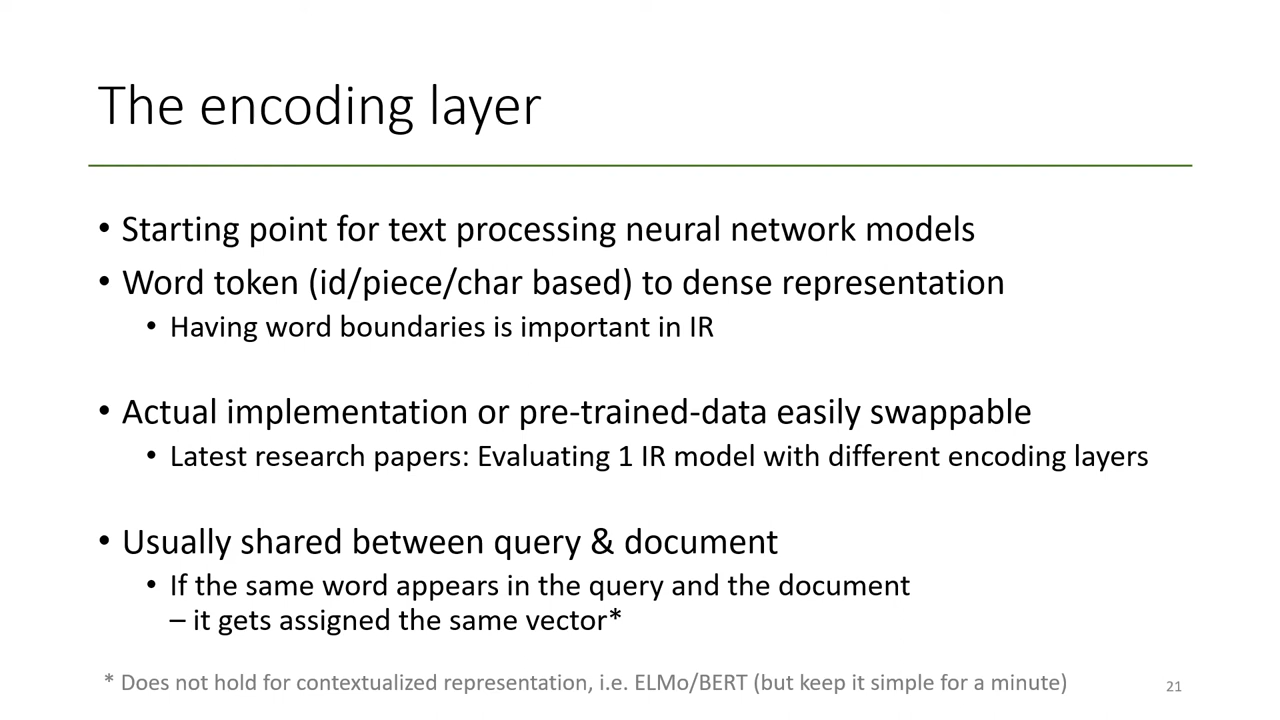 The encoding layer
• Starting point for text processing neural network models
• Word token (id/piece/char based) to dense representation
• Having word boundaries is important in IR
• Actual implementation or pre-trained-data easily swappable
• Latest research papers: Evaluating 1 IR model with different encoding layers
• Usually shared between query & document
• If the same word appears in the query and the document
– it gets assigned the same vector*
* Does not hold for contextualized representation, i.e. ELMo/BERT (but keep it simple for a minute)
21